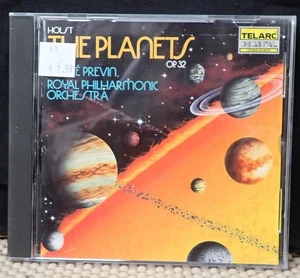 HOLST
THE PLANETS
OP.32
PREVIN
ROYAL PHILHARMONIC
ORCHESTRA
TELARC
DIGITAL